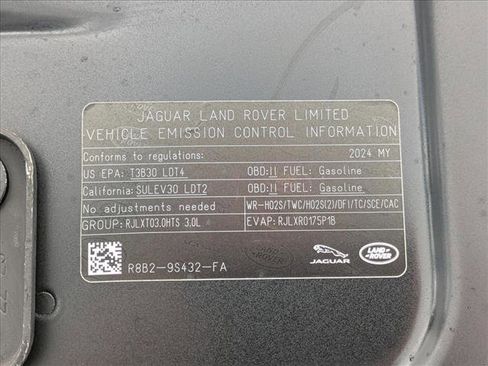 JAGUAR LAND ROVER LIMITED
VEHICLE EMISSION CONTROL INFORMATION
Conforms to regulations: 2024 MY
US EPA: T3B30 LDT4 OBD:II FUEL: Gasoline
California: SULEV30 LDT2 OBD:II FUEL: Gasoline
No adjustments needed WR-HO2S/TWC/HO2S(2)/DFI/TC/SCE/CAC
GROUP: RJLXT03.0HTS 3.0L EVAP: RJLXR0175P1B
R8B2-9S432-FA
JAGUAR
LAND ROVER